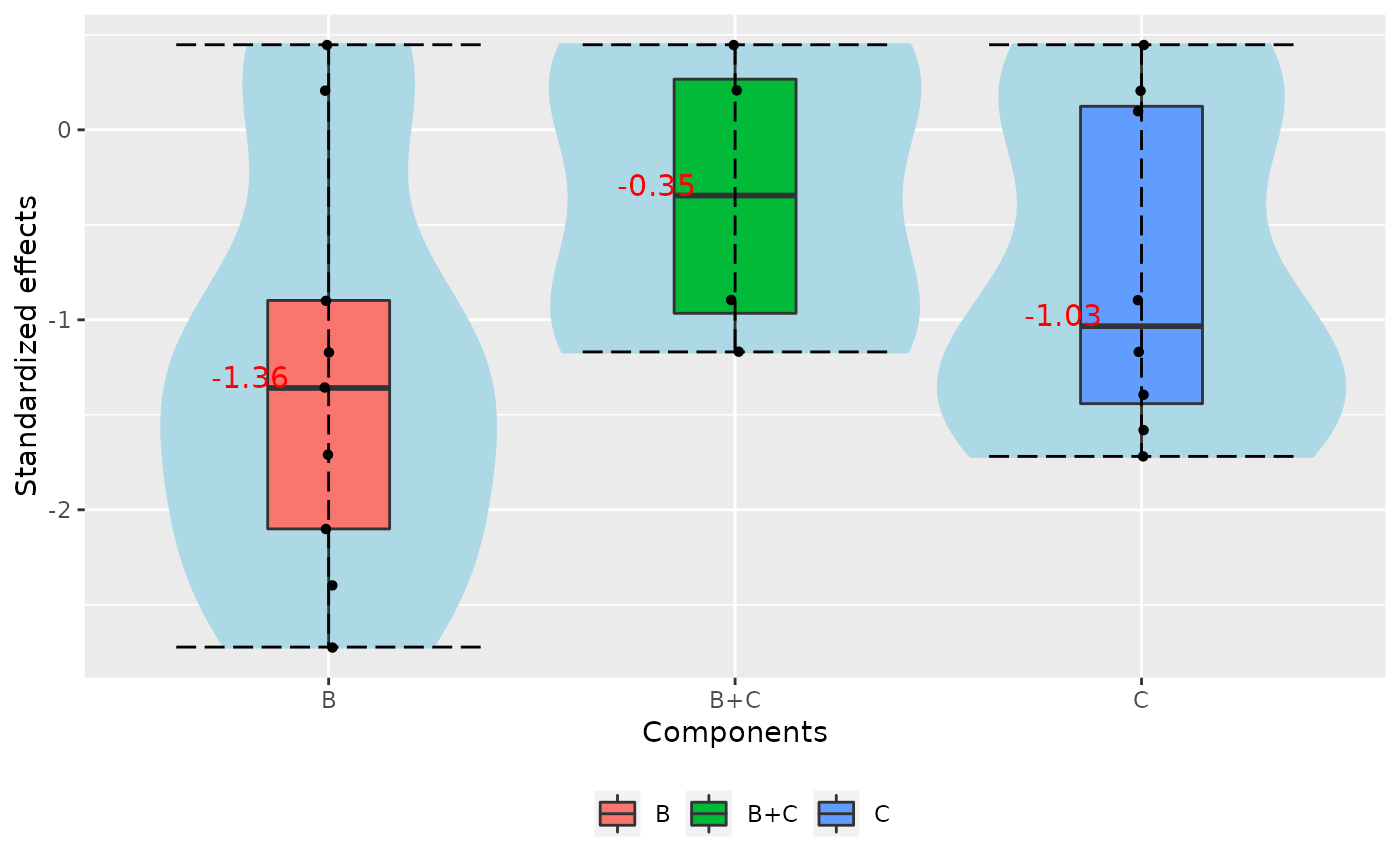 Standardized effects
0
-1
-2
-1.36
-0.35
-1.03
B B+C C
Components
B B+C C